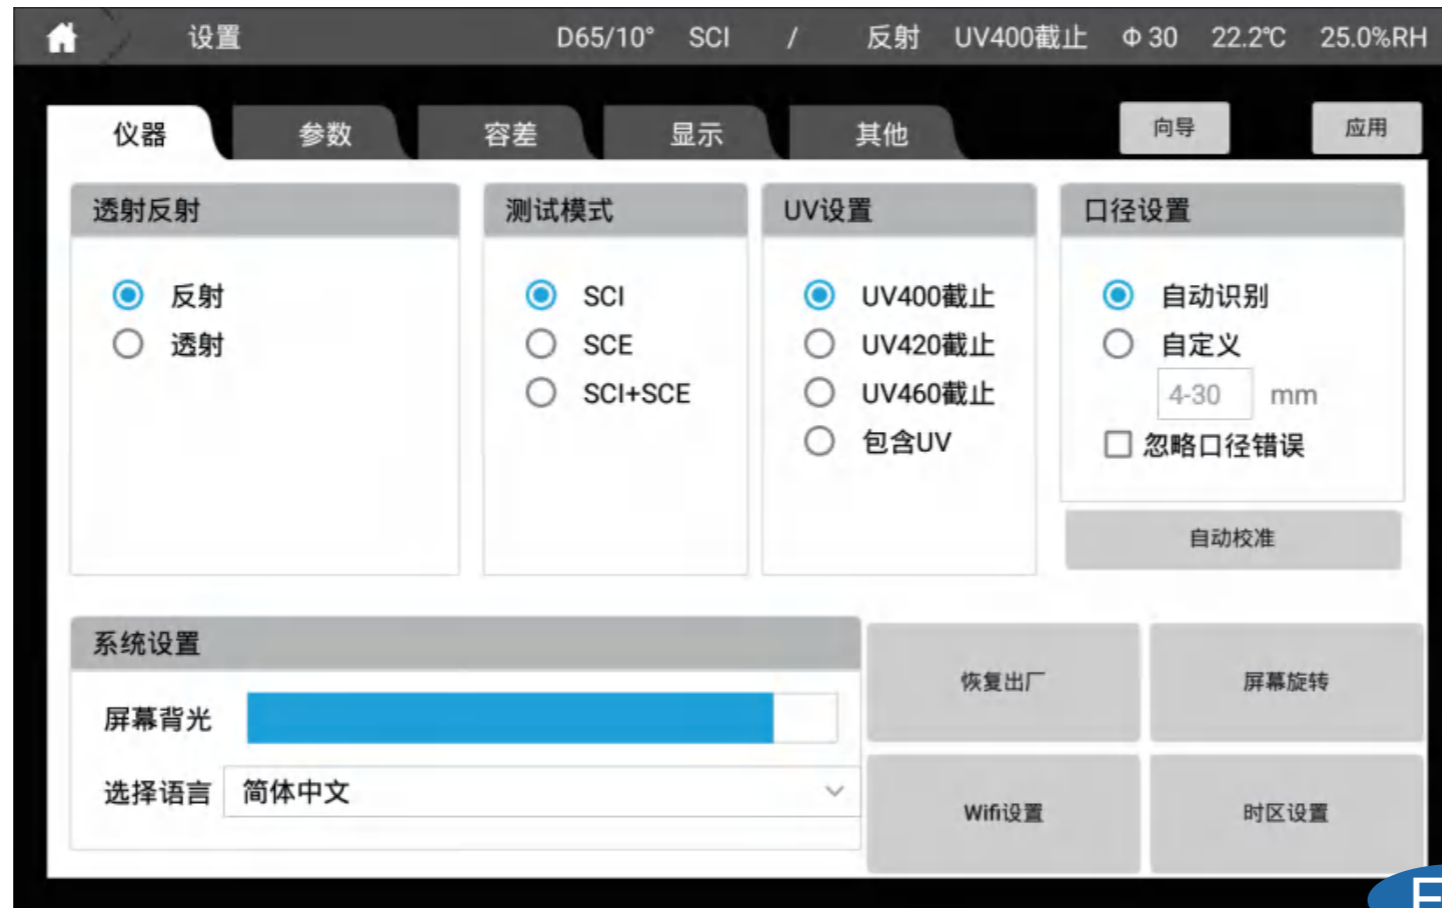 设置 D65/10° SCI / 反射 UV400截止 Φ30 22.2℃ 25.0%RH
仪器 参数 容差 显示 其他 向导 应用
透射反射
反射
透射
测试模式
SCI
SCE
SCI+SCE
UV设置
UV400截止
UV420截止
UV460截止
包含UV
口径设置
自动识别
自定义
4-30 mm
忽略口径错误
自动校准
系统设置
屏幕背光
选择语言 简体中文
恢复出厂 屏幕旋转
Wifi设置 时区设置